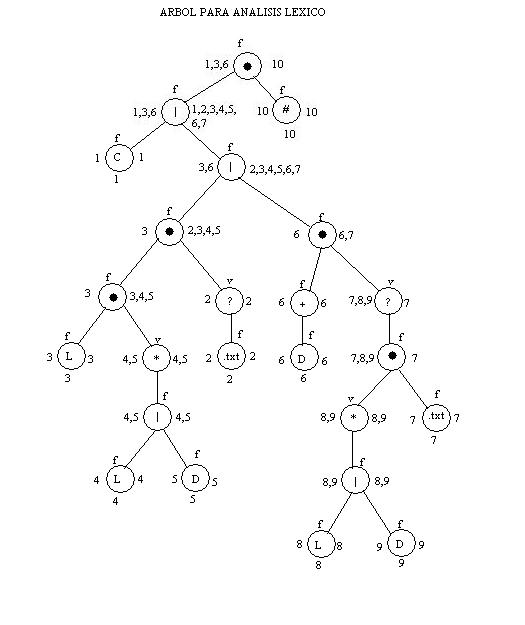 ARBOL PARA ANALISIS LEXICO
f
1,3,6 ● 10
f f
1,3,6 | 1,2,3,4,5, 10 # 10
6,7 10
f f
1 C 1 3,6 | 2,3,4,5,6,7
1
f f
3 ● 2,3,4,5 6 ● 6,7
f v f v
3 ● 3,4,5 2 ? 2 6 + 6 7,8,9 ? 7
f v f f f
3 L 3 4,5 * 4,5 2 .txt 2 6 D 6 7,8,9 ● 7
3 2 6
f v f
4,5 | 4,5 8,9 * 8,9 7 .txt 7
7
f f f
4 L 4 5 D 5 8,9 | 8,9
4 5
f f
8 L 8 9 D 9
8 9